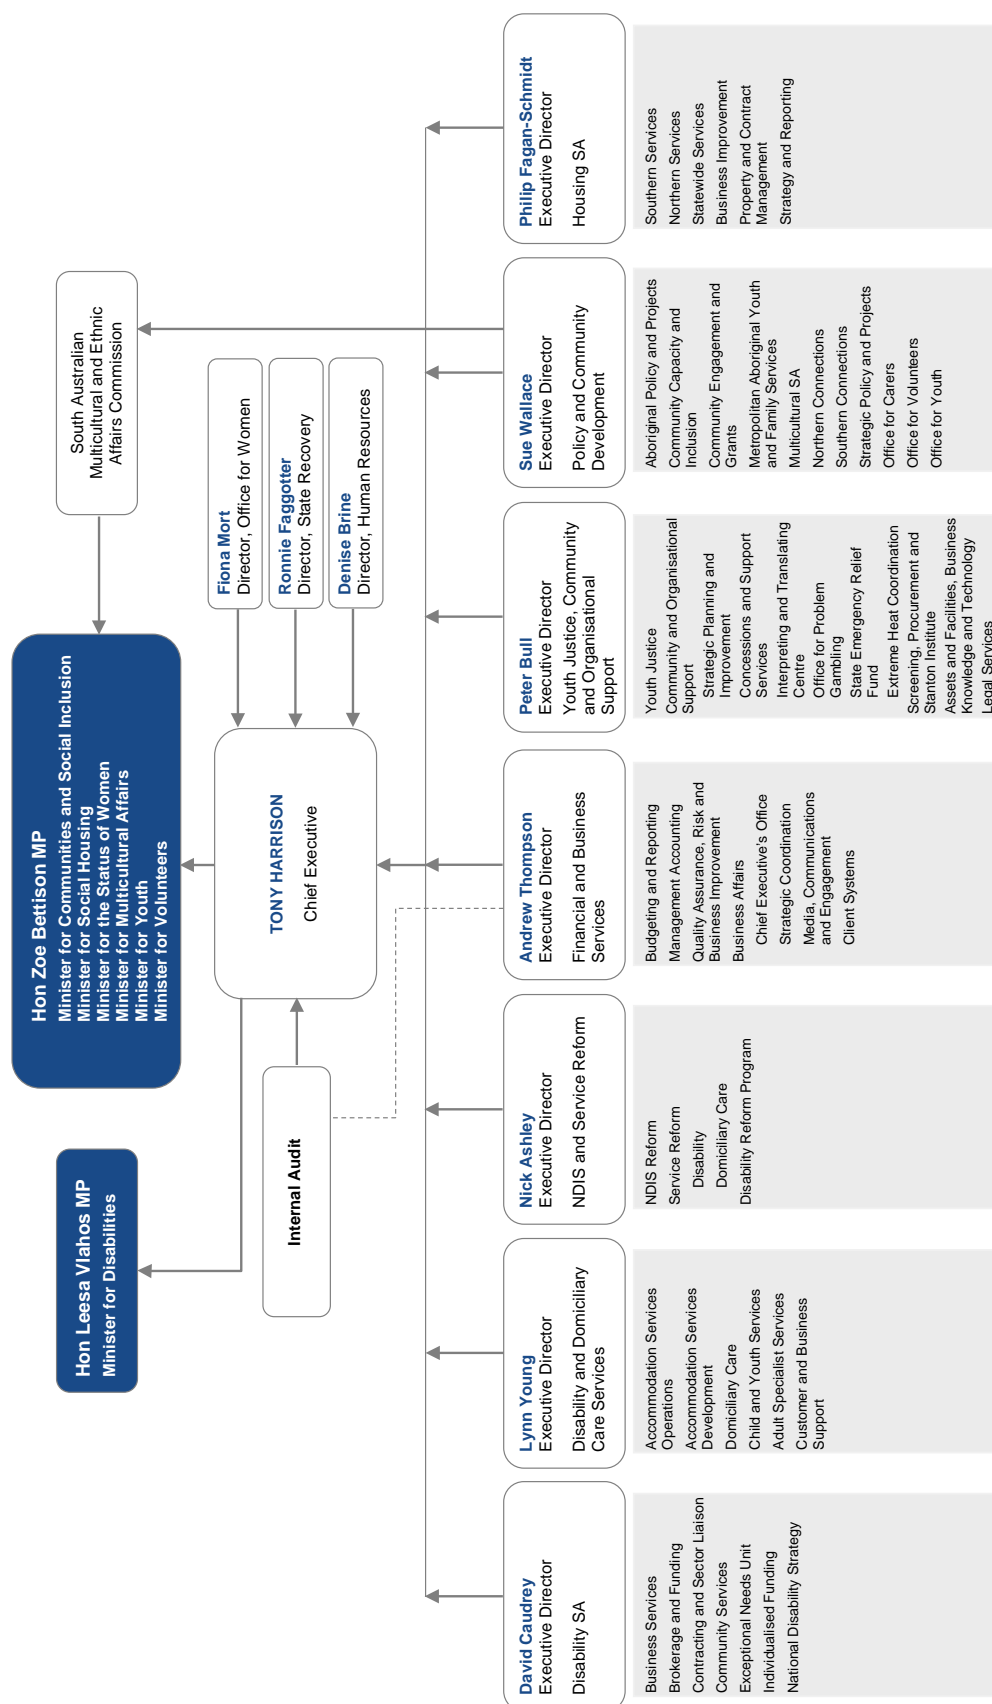 Hon Leesa Vlahos MP
Minister for Disabilities
Hon Zoe Bettison MP
Minister for Communities and Social Inclusion
Minister for Social Housing
Minister for the Status of Women
Minister for Multicultural Affairs
Minister for Youth
Minister for Volunteers
South Australian
Multicultural and Ethnic
Affairs Commission
Internal Audit
TONY HARRISON
Chief Executive
Fiona Mort
Director, Office for Women
Ronnie Faggotter
Director, State Recovery
Denise Brine
Director, Human Resources
David Caudrey
Executive Director
Disability SA
Business Services
Brokerage and Funding
Contracting and Sector Liaison
Community Services
Exceptional Needs Unit
Individualised Funding
National Disability Strategy
Lynn Young
Executive Director
Disability and Domiciliary
Care Services
Accommodation Services
Operations
Accommodation Services
Development
Domiciliary Care
Child and Youth Services
Adult Specialist Services
Customer and Business
Support
Nick Ashley
Executive Director
NDIS and Service Reform
NDIS Reform
Service Reform
Disability
Domiciliary Care
Disability Reform Program
Andrew Thompson
Executive Director
Financial and Business
Services
Budgeting and Reporting
Management Accounting
Quality Assurance, Risk and
Business Improvement
Business Affairs
Chief Executive's Office
Strategic Coordination
Media, Communications
and Engagement
Client Systems
Peter Bull
Executive Director
Youth Justice, Community
and Organisational
Support
Youth Justice
Community and Organisational
Support
Strategic Planning and
Improvement
Concessions and Support
Services
Interpreting and Translating
Centre
Office for Problem
Gambling
State Emergency Relief
Fund
Extreme Heat Coordination
Screening, Procurement and
Stanton Institute
Assets and Facilities, Business
Knowledge and Technology
Legal Services
Sue Wallace
Executive Director
Policy and Community
Development
Aboriginal Policy and Projects
Community Capacity and
Inclusion
Community Engagement and
Grants
Metropolitan Aboriginal Youth
and Family Services
Multicultural SA
Northern Connections
Southern Connections
Strategic Policy and Projects
Office for Carers
Office for Volunteers
Office for Youth
Philip Fagan-Schmidt
Executive Director
Housing SA
Southern Services
Northern Services
Statewide Services
Business Improvement
Property and Contract
Management
Strategy and Reporting